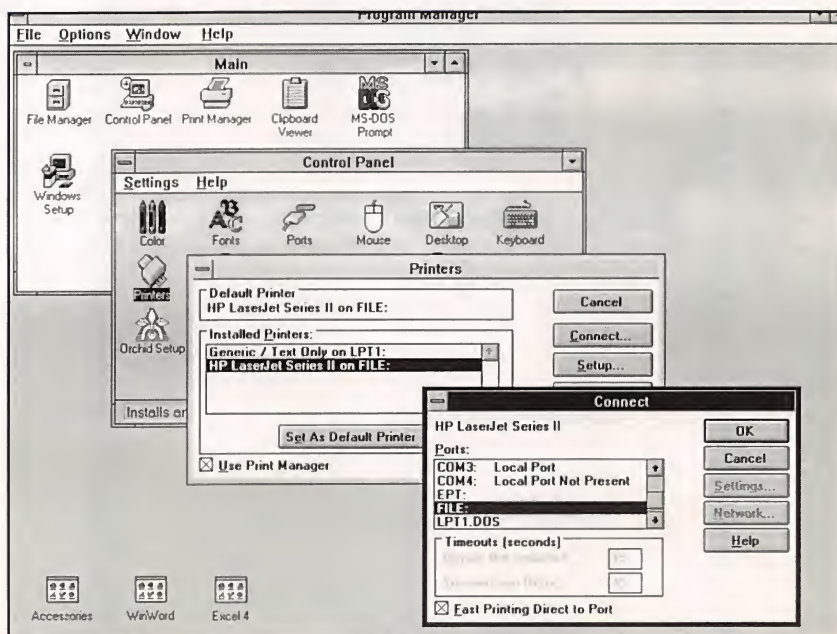 Program Manager
File Options Window Help
Main
File Manager
Control Panel
Print Manager
Clipboard Viewer
MS-DOS Prompt
Windows Setup
Control Panel
Settings Help
Color
Fonts
Ports
Mouse
Desktop
Keyboard
Printers
Orchid Setup
Installs
Printers
Default Printer
HP LaserJet Series II on FILE:
Installed Printers:
Generic / Text Only on LPT1:
HP LaserJet Series II on FILE:
Set As Default Printer
Use Print Manager
Cancel
Connect...
Setup...
Connect
HP LaserJet Series II
Ports:
COM3: Local Port
COM4: Local Port Not Present
EPT:
FILE:
LPT1.DOS
Timeouts (seconds)
Fast Printing Direct to Port
OK
Cancel
Settings...
Network...
Help
Accessories
WinWord
Excel 4